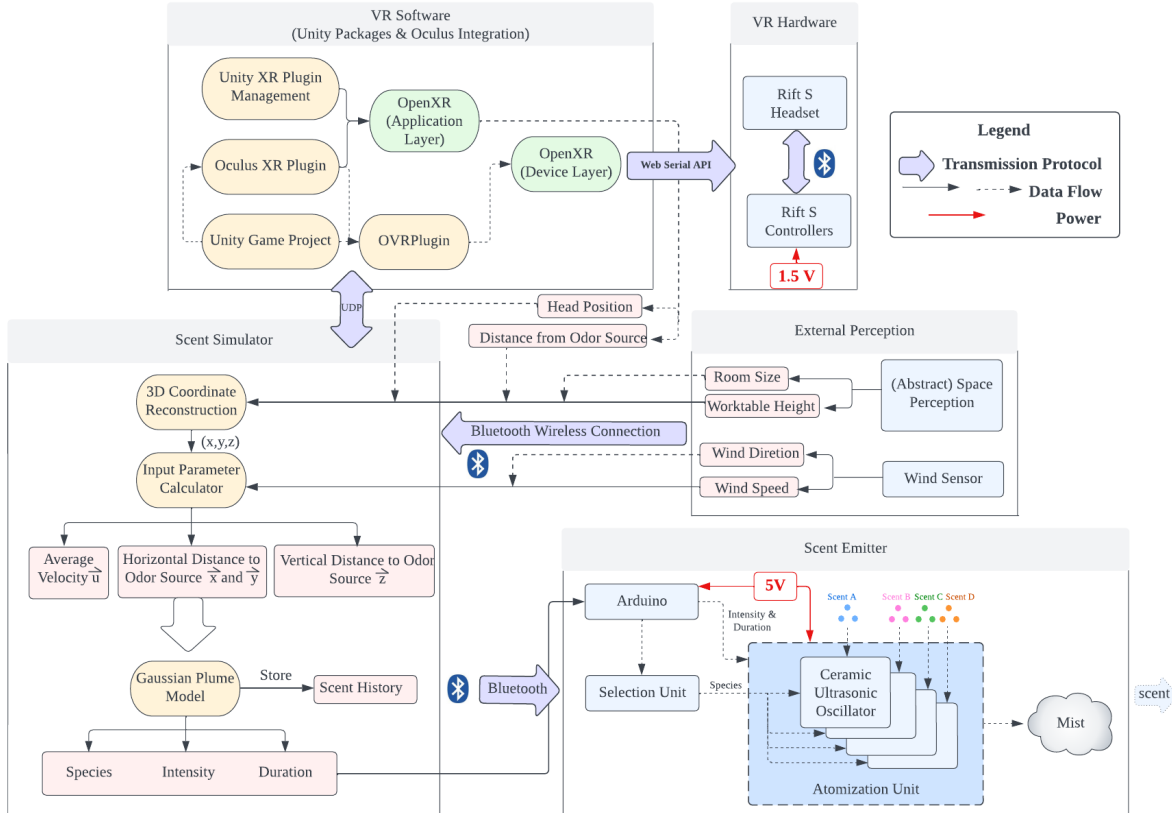 VR Software
(Unity Packages & Oculus Integration)
Unity XR Plugin
Management
OpenXR
(Application
Layer)
Oculus XR Plugin
OpenXR
(Device Layer)
Unity Game Project
OVRPlugin
Web Serial API
VR Hardware
Rift S
Headset
Rift S
Controllers
1.5 V
Legend
Transmission Protocol
Data Flow
Power
UDP
Head Position
Distance from Odor Source
Scent Simulator
3D Coordinate
Reconstruction
(x,y,z)
Input Parameter
Calculator
Average
Velocity u
Horizontal Distance to
Odor Source x and y
Vertical Distance to Odor
Source z
Gaussian Plume
Model
Store
Scent History
Species
Intensity
Duration
External Perception
Room Size
Worktable Height
(Abstract) Space
Perception
Bluetooth Wireless Connection
Wind Diretion
Wind Speed
Wind Sensor
Bluetooth
Scent Emitter
Arduino
5V
Intensity &
Duration
Scent A
Scent B
Scent C
Scent D
Selection Unit
Species
Ceramic
Ultrasonic
Oscillator
Atomization Unit
Mist
scent